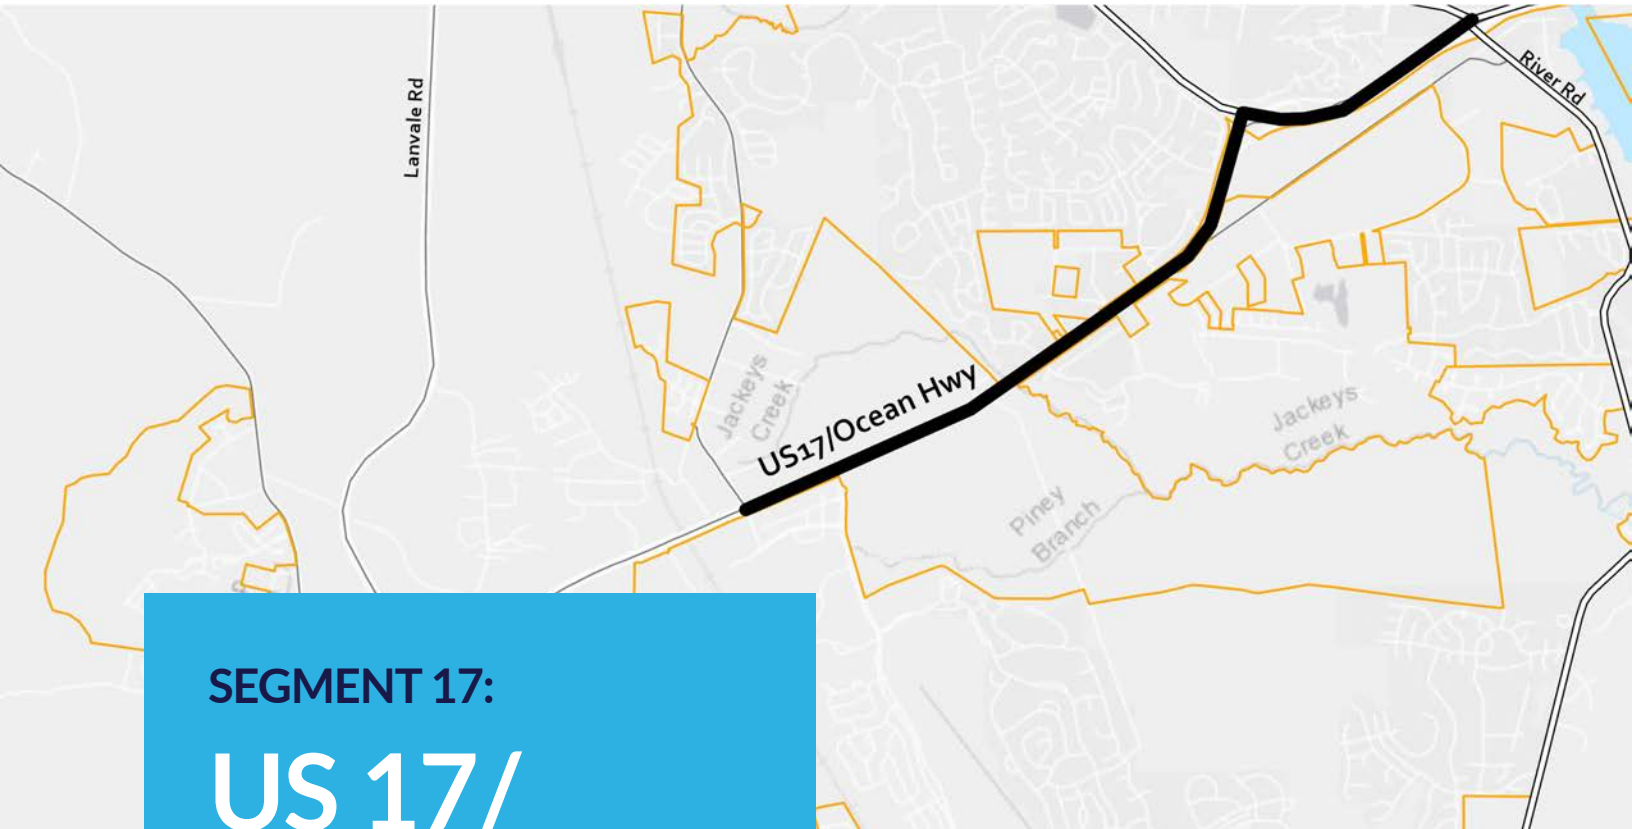 Lanvale Rd
River Rd
Jackeys
Creek
US17/Ocean Hwy
Jackeys
Creek
Piney
Branch
SEGMENT 17:
US 17/